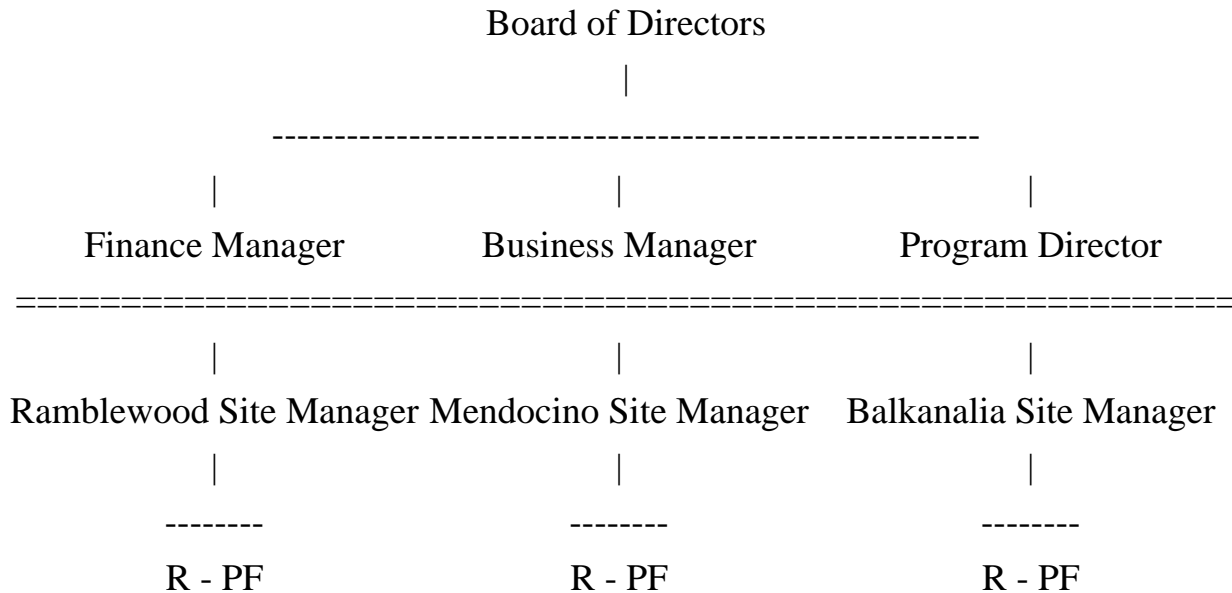 Board of Directors
|
---------------------------------------------------------
| | |
Finance Manager Business Manager Program Director
==========================================================
| | |
Ramblewood Site Manager Mendocino Site Manager Balkanalia Site Manager
| | |
-------- -------- --------
R - PF R - PF R - PF